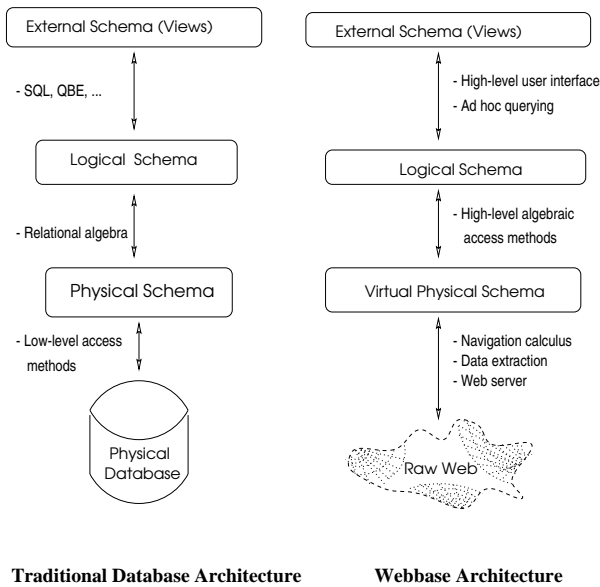 External Schema (Views)
- SQL, QBE, ...
Logical Schema
- Relational algebra
Physical Schema
- Low-level access
methods
Physical
Database
Traditional Database Architecture
External Schema (Views)
- High-level user interface
- Ad hoc querying
Logical Schema
- High-level algebraic
access methods
Virtual Physical Schema
- Navigation calculus
- Data extraction
- Web server
Raw Web
Webbase Architecture